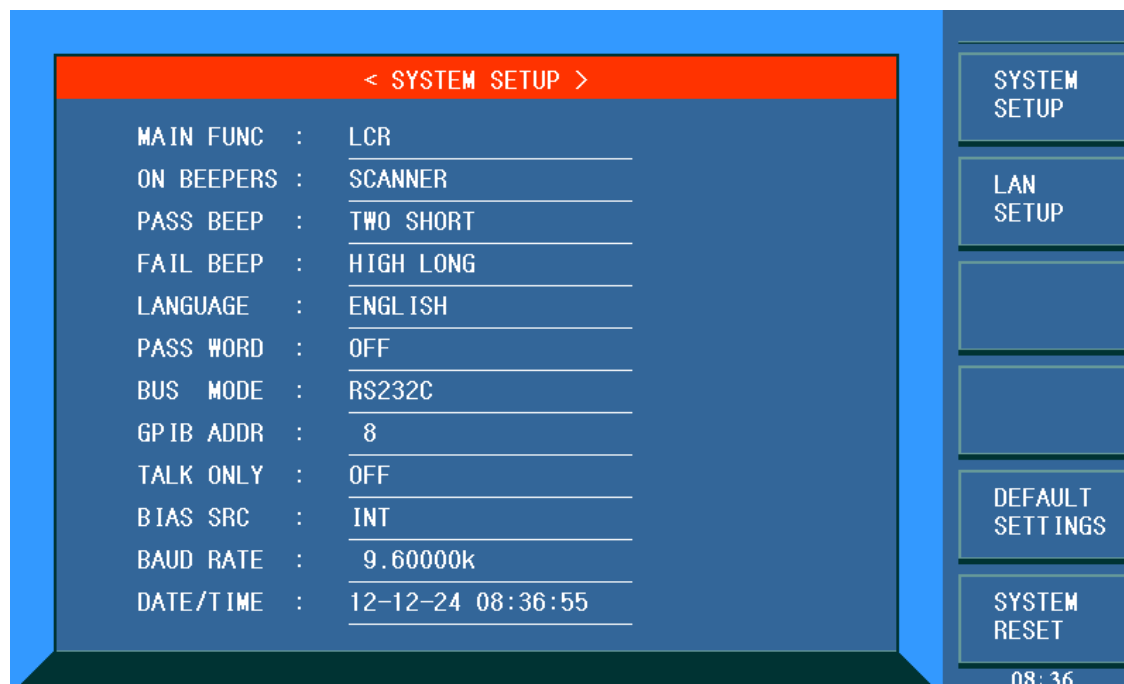 < SYSTEM SETUP >
MAIN FUNC : LCR
ON BEEPERS : SCANNER
PASS BEEP : TWO SHORT
FAIL BEEP : HIGH LONG
LANGUAGE : ENGLISH
PASS WORD : OFF
BUS MODE : RS232C
GPIB ADDR : 8
TALK ONLY : OFF
BIAS SRC : INT
BAUD RATE : 9.60000k
DATE/TIME : 12-12-24 08:36:55
SYSTEM
SETUP
LAN
SETUP
DEFAULT
SETTINGS
SYSTEM
RESET
08:36